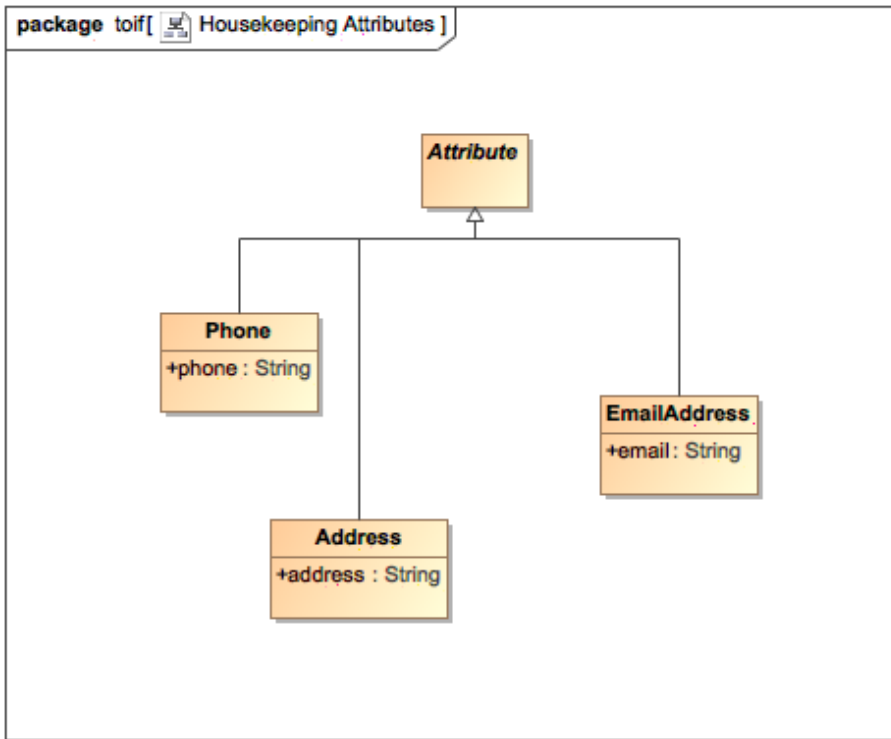 package toif[ Housekeeping Attributes ]
Attribute
Phone
+phone : String
EmailAddress
+email : String
Address
+address : String